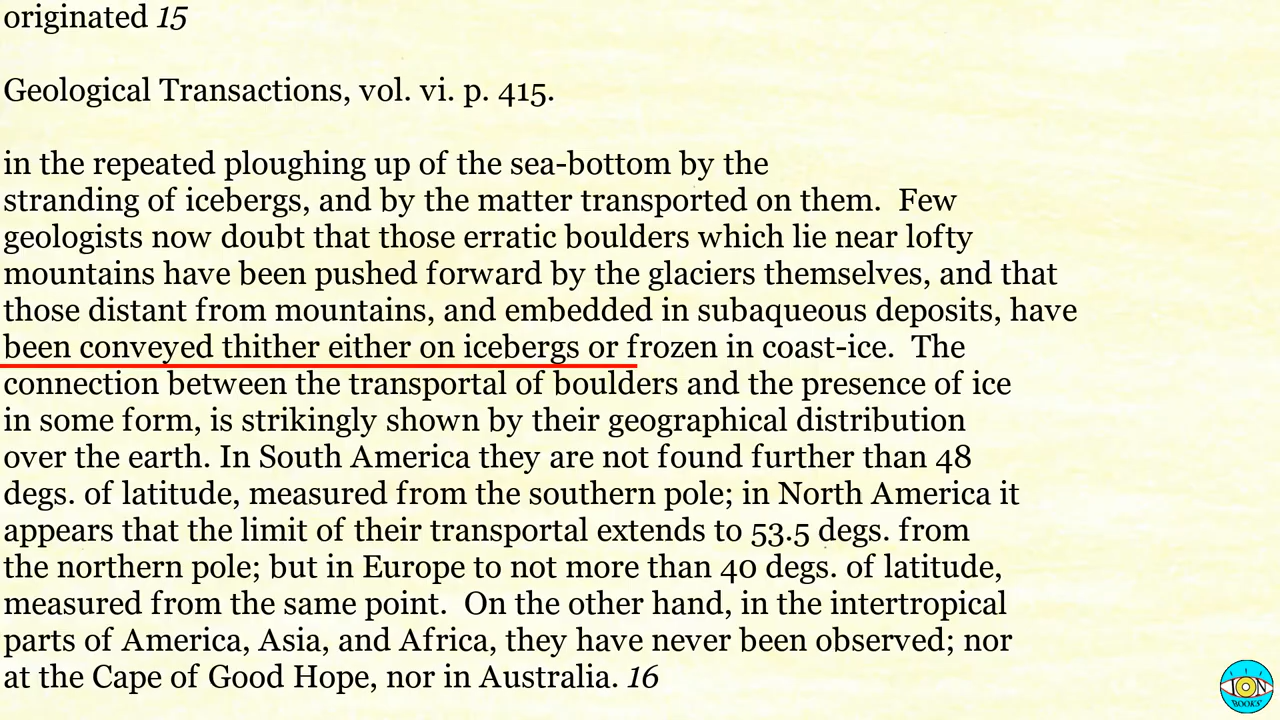 originated 15
Geological Transactions, vol. vi. p. 415.
in the repeated ploughing up of the sea-bottom by the
stranding of icebergs, and by the matter transported on them.  Few
geologists now doubt that those erratic boulders which lie near lofty
mountains have been pushed forward by the glaciers themselves, and that
those distant from mountains, and embedded in subaqueous deposits, have
been conveyed thither either on icebergs or frozen in coast-ice.  The
connection between the transportal of boulders and the presence of ice
in some form, is strikingly shown by their geographical distribution
over the earth. In South America they are not found further than 48
degs. of latitude, measured from the southern pole; in North America it
appears that the limit of their transportal extends to 53.5 degs. from
the northern pole; but in Europe to not more than 40 degs. of latitude,
measured from the same point.  On the other hand, in the intertropical
parts of America, Asia, and Africa, they have never been observed; nor
at the Cape of Good Hope, nor in Australia. 16
ION
BOOKS